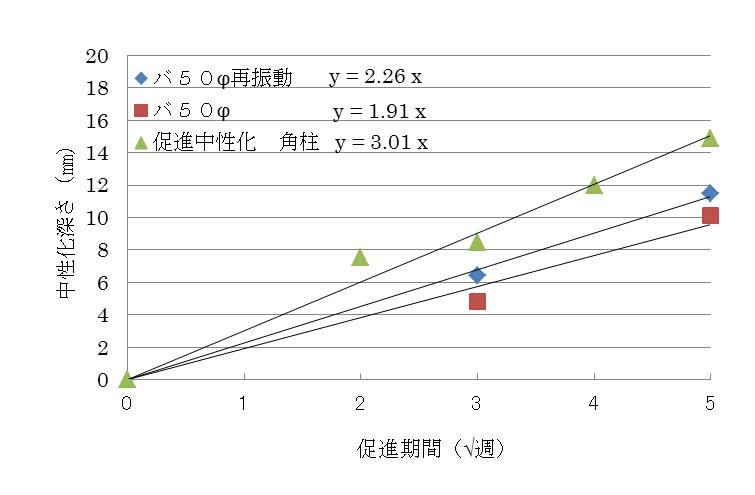 20
18
16
14
12
10
8
6
4
2
0
中性化深さ（㎜）
バ５０φ再振動 y = 2.26 x
バ５０φ y = 1.91 x
促進中性化　角柱 y = 3.01 x
0 1 2 3 4 5
促進期間（√週）